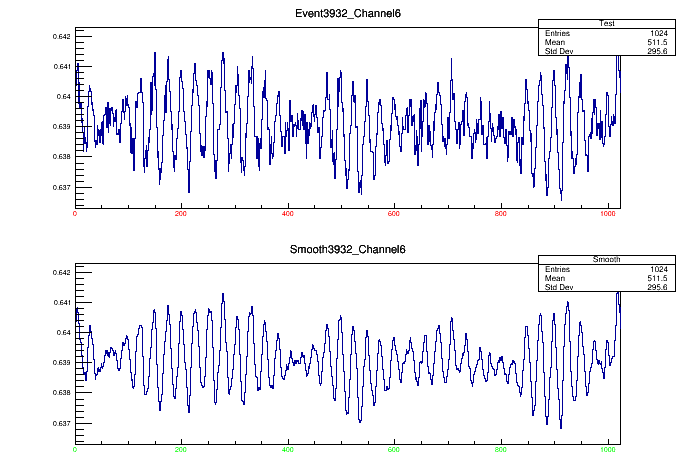 Event3932_Channel6
Test
Entries 1024
Mean 511.5
Std Dev 295.6
0.642
0.641
0.64
0.639
0.638
0.637
0 200 400 600 800 1000
Smooth3932_Channel6
Smooth
Entries 1024
Mean 511.5
Std Dev 295.6
0.642
0.641
0.64
0.639
0.638
0.637
0 200 400 600 800 1000